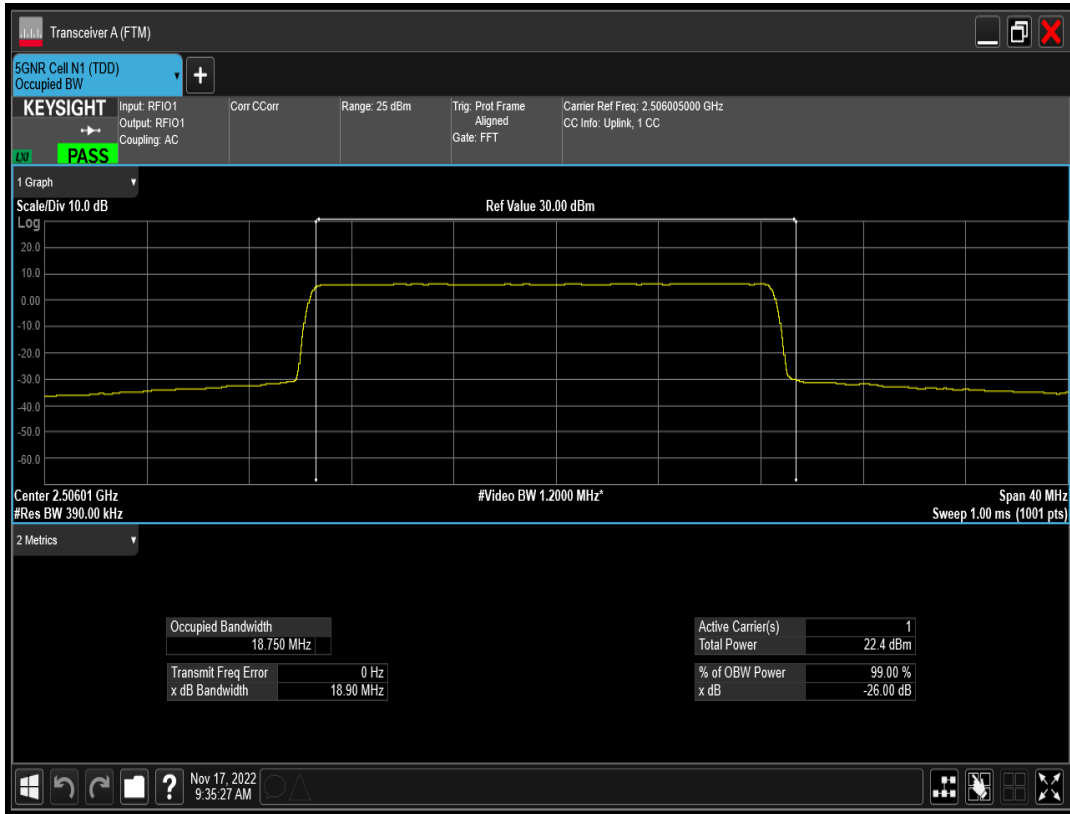 Transceiver A (FTM)
5GNR Cell N1 (TDD)
Occupied BW
KEYSIGHT
LXI
PASS
Input: RFIO1
Output: RFIO1
Coupling: AC
Corr CCorr
Range: 25 dBm
Trig: Prot Frame
Aligned
Gate: FFT
Carrier Ref Freq: 2.506005000 GHz
CC Info: Uplink, 1 CC
1 Graph
Scale/Div 10.0 dB
Ref Value 30.00 dBm
Log
20.0
10.0
0.00
-10.0
-20.0
-30.0
-40.0
-50.0
-60.0
Center 2.50601 GHz
#Video BW 1.2000 MHz*
Span 40 MHz
#Res BW 390.00 kHz
Sweep 1.00 ms (1001 pts)
2 Metrics
Occupied Bandwidth
18.750 MHz
Transmit Freq Error 0 Hz
x dB Bandwidth 18.90 MHz
Active Carrier(s) 1
Total Power 22.4 dBm
% of OBW Power 99.00 %
x dB -26.00 dB
?
Nov 17, 2022
9:35:27 AM